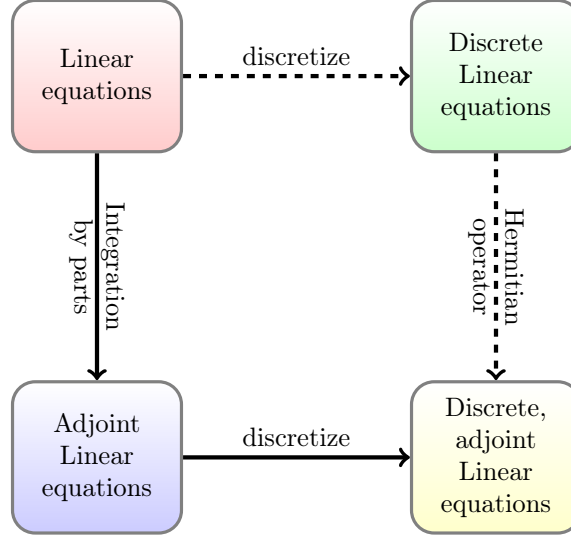 Linear
equations
discretize
Discrete
Linear
equations
Integration
by parts
Hermitian
operator
Adjoint
Linear
equations
discretize
Discrete,
adjoint
Linear
equations